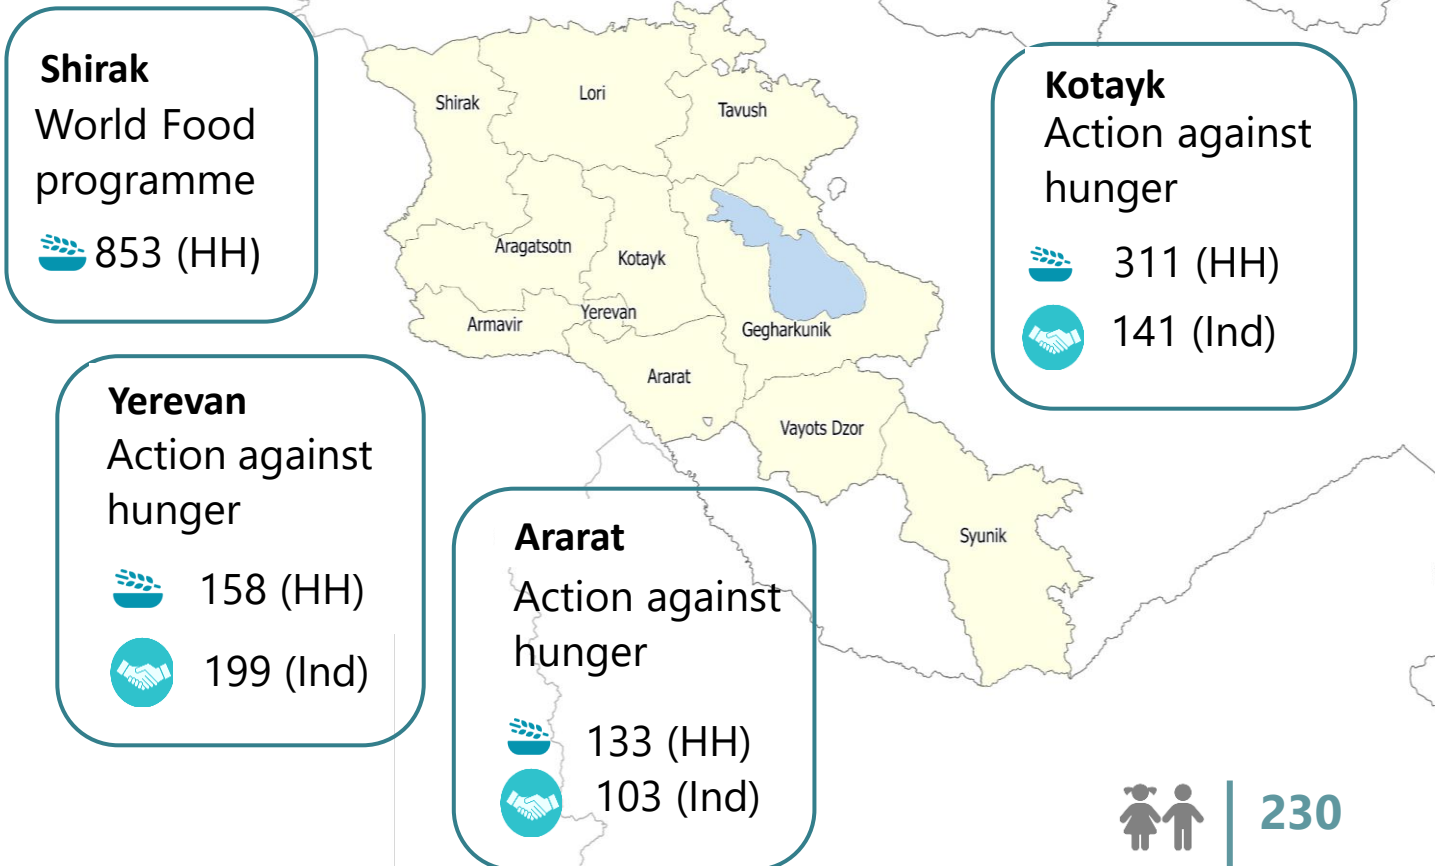 Shirak
World Food
programme
853 (HH)
Yerevan
Action against
hunger
158 (HH)
199 (Ind)
Ararat
Action against
hunger
133 (HH)
103 (Ind)
Kotayk
Action against
hunger
311 (HH)
141 (Ind)
Shirak
Lori
Tavush
Aragatsotn
Kotayk
Armavir
Yerevan
Gegharkunik
Ararat
Vayots Dzor
Syunik
230